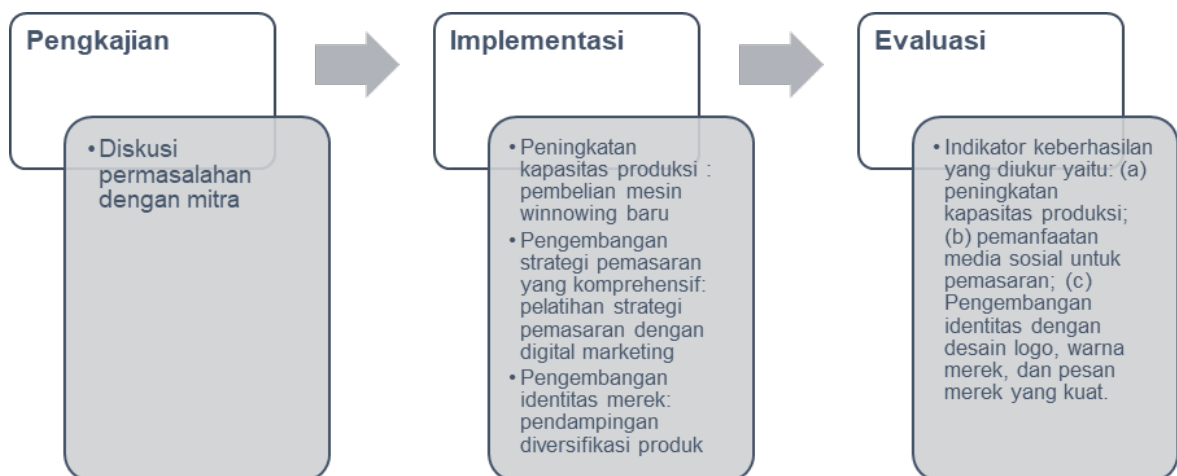 Pengkajian
• Diskusi
permasalahan
dengan mitra
Implementasi
• Peningkatan
kapasitas produksi :
pembelian mesin
winnowing baru
• Pengembangan
strategi pemasaran
yang komprehensif:
pelatihan strategi
pemasaran dengan
digital marketing
• Pengembangan
identitas merek:
pendampingan
diversifikasi produk
Evaluasi
• Indikator keberhasilan
yang diukur yaitu: (a)
peningkatan
kapasitas produksi;
(b) pemanfaatan
media sosial untuk
pemasaran; (c)
Pengembangan
identitas dengan
desain logo, warna
merek, dan pesan
merek yang kuat.